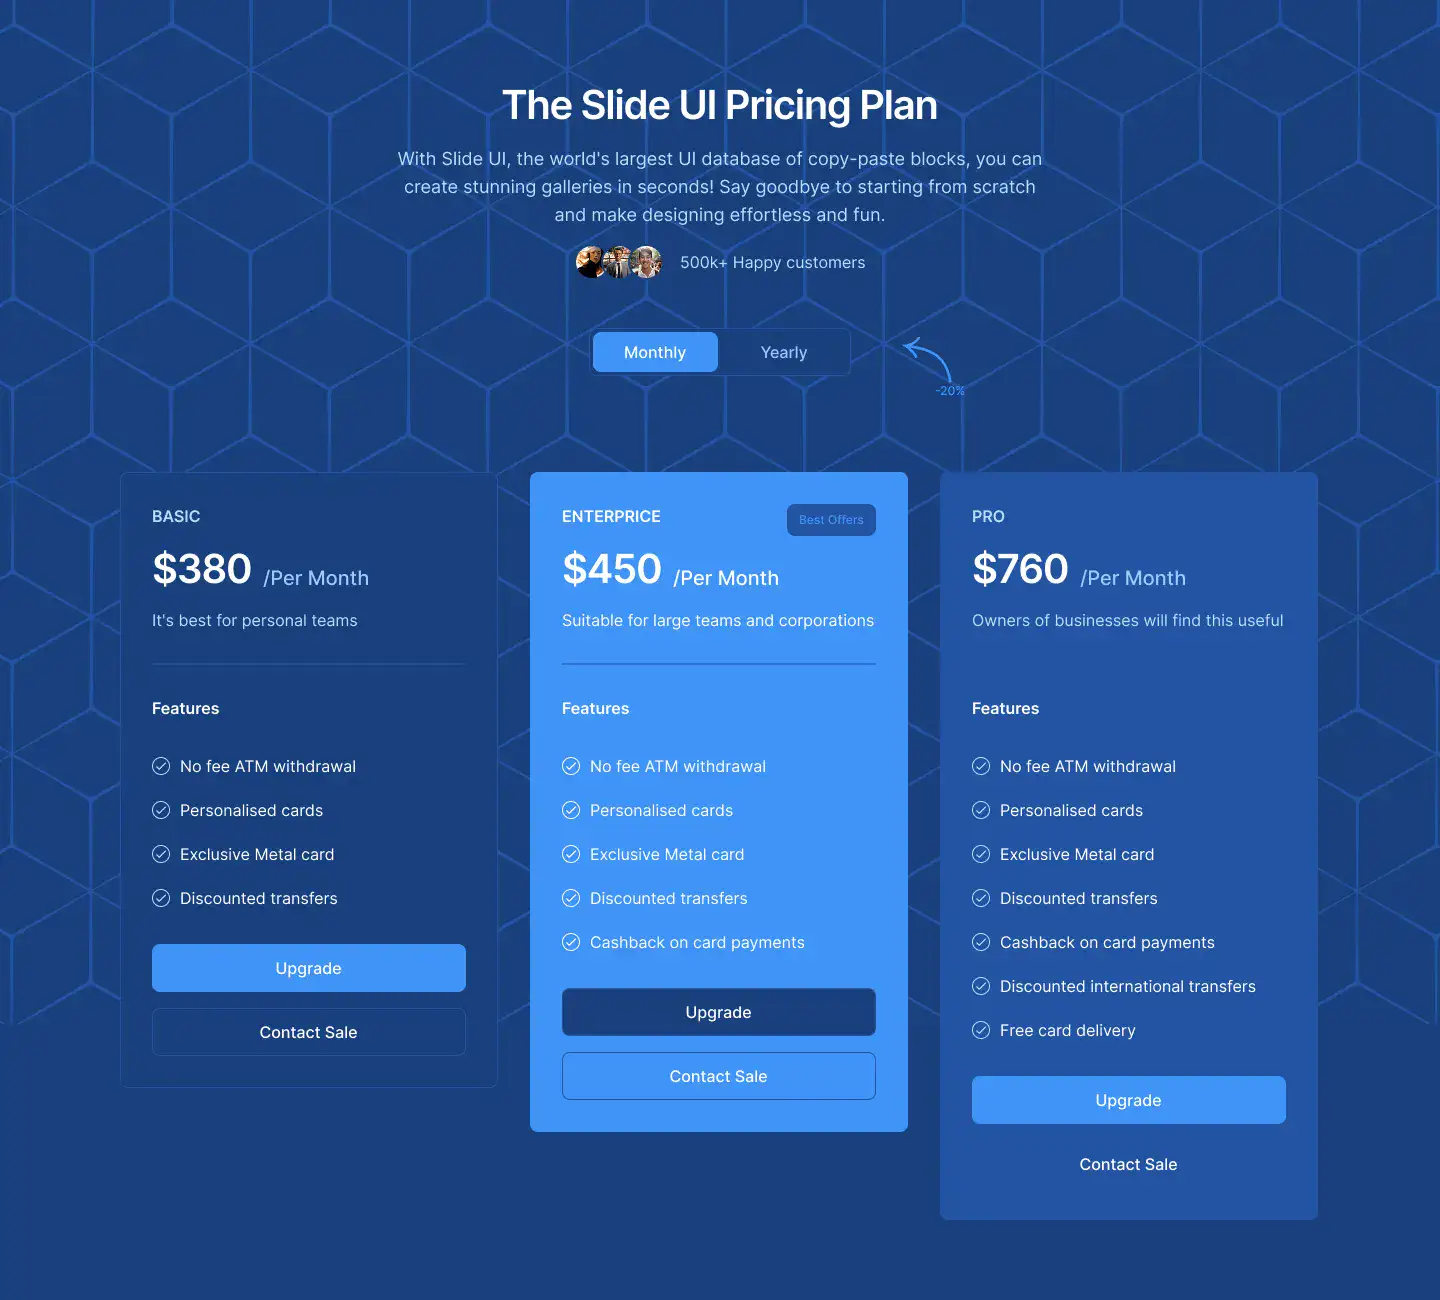 The Slide UI Pricing Plan
With Slide UI, the world's largest UI database of copy-paste blocks, you can
create stunning galleries in seconds! Say goodbye to starting from scratch
and make designing effortless and fun.
500k+ Happy customers
Monthly
Yearly
-20%
BASIC
$380 /Per Month
It's best for personal teams
Features
No fee ATM withdrawal
Personalised cards
Exclusive Metal card
Discounted transfers
Upgrade
Contact Sale
ENTERPRICE
Best Offers
$450 /Per Month
Suitable for large teams and corporations
Features
No fee ATM withdrawal
Personalised cards
Exclusive Metal card
Discounted transfers
Cashback on card payments
Upgrade
Contact Sale
PRO
$760 /Per Month
Owners of businesses will find this useful
Features
No fee ATM withdrawal
Personalised cards
Exclusive Metal card
Discounted transfers
Cashback on card payments
Discounted international transfers
Free card delivery
Upgrade
Contact Sale